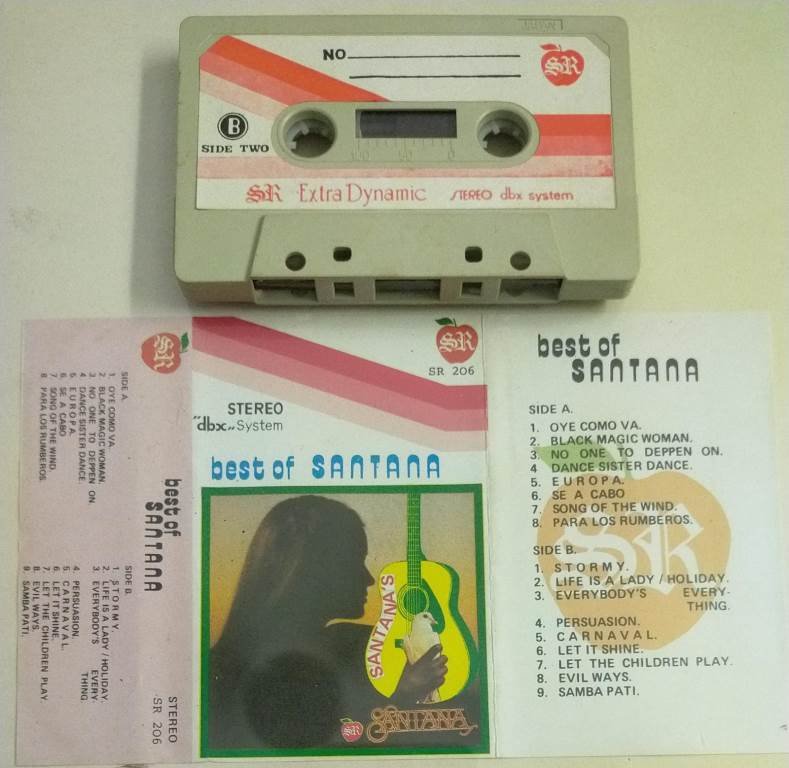 JAPAN
NO
SR
B
SIDE TWO
SR Extra Dynamic STEREO dbx system
SR
SIDE A.
1. OYE COMO VA
2. BLACK MAGIC WOMAN.
3. NO ONE TO DEPPEN ON.
4 DANCE SISTER DANCE.
5. EUROPA.
6. SE A CABO
7. SONG OF THE WIND.
8 PARA LOS RUMBEROS.
best of
SANTANA
SIDE B.
1. STORMY.
2. LIFE IS A LADY / HOLIDAY.
3. EVERYBODY'S EVERY-
THING.
4. PERSUASION.
5. CARNAVAL.
6. LET IT SHINE.
7. LET THE CHILDREN PLAY.
8. EVIL WAYS.
9. SAMBA PATI.
STEREO
SR 206
SR
SR 206
STEREO
"dbx„ System
best of SANTANA
SANTANA'S
SR
SANTANA
best of
SANTANA
SIDE A.
1. OYE COMO VA.
2. BLACK MAGIC WOMAN.
3. NO ONE TO DEPPEN ON.
4 DANCE SISTER DANCE.
5. EUROPA.
6. SE A CABO
7. SONG OF THE WIND.
8. PARA LOS RUMBEROS.
SR
SIDE B.
1. STORMY.
2. LIFE IS A LADY / HOLIDAY.
3. EVERYBODY'S EVERY-
THING.
4. PERSUASION.
5. CARNAVAL.
6. LET IT SHINE.
7. LET THE CHILDREN PLAY.
8. EVIL WAYS.
9. SAMBA PATI.